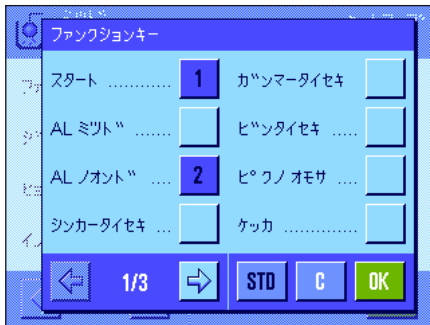 ファンクションキー
スタート ............ 1
ガンマータイセキ
AL ミツド .......
ビンタイセキ .....
AL ノオンド .... 2
ピクノ オモサ ....
シンカータイセキ ...
ケッカ .............
1/3
STD
C
OK